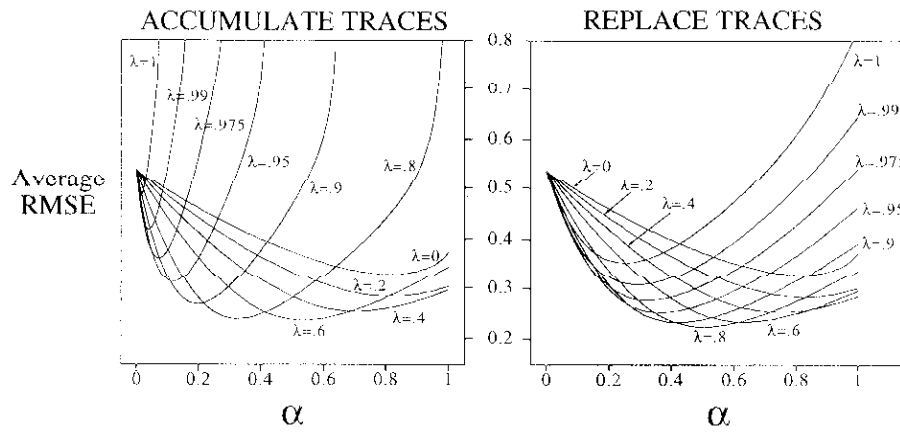 ACCUMULATE TRACES
REPLACE TRACES
Average
RMSE
0.8
0.7
0.6
0.5
0.4
0.3
0.2
λ=1
λ=.99
λ=.975
λ=.95
λ=.9
λ=.8
λ=0
λ=.2
λ=.4
λ=.6
0 0.2 0.4 0.6 0.8 1
α
λ=1
λ=.99
λ=.975
λ=.95
λ=.9
λ=0
λ=.2
λ=.4
λ=.6
λ=.8
0 0.2 0.4 0.6 0.8 1
α